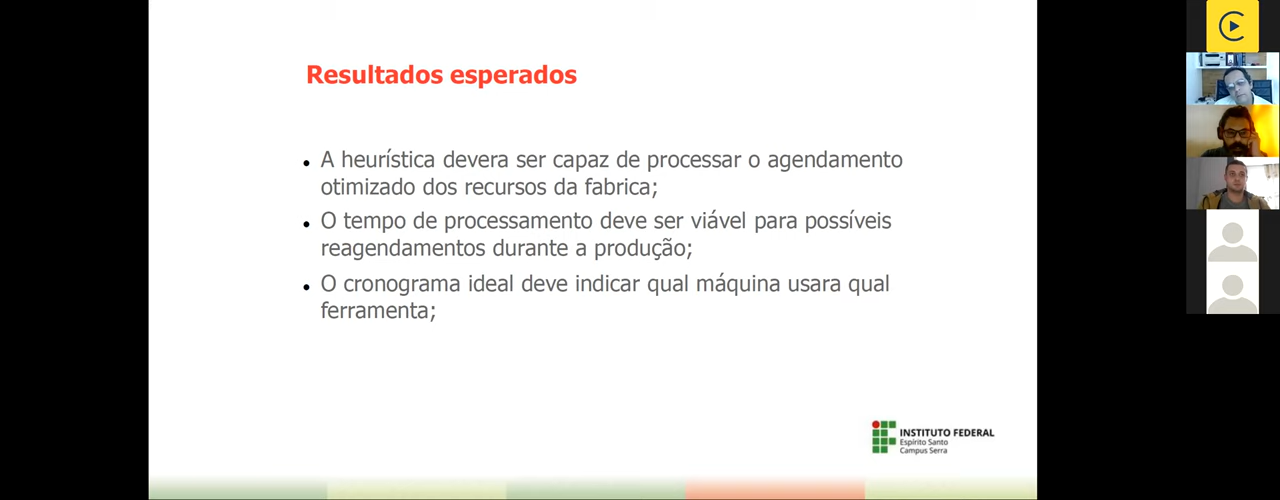 Resultados esperados
• A heurística devera ser capaz de processar o agendamento
otimizado dos recursos da fabrica;
• O tempo de processamento deve ser viável para possíveis
reagendamentos durante a produção;
• O cronograma ideal deve indicar qual máquina usara qual
ferramenta;
INSTITUTO FEDERAL
Espírito Santo
Campus Serra